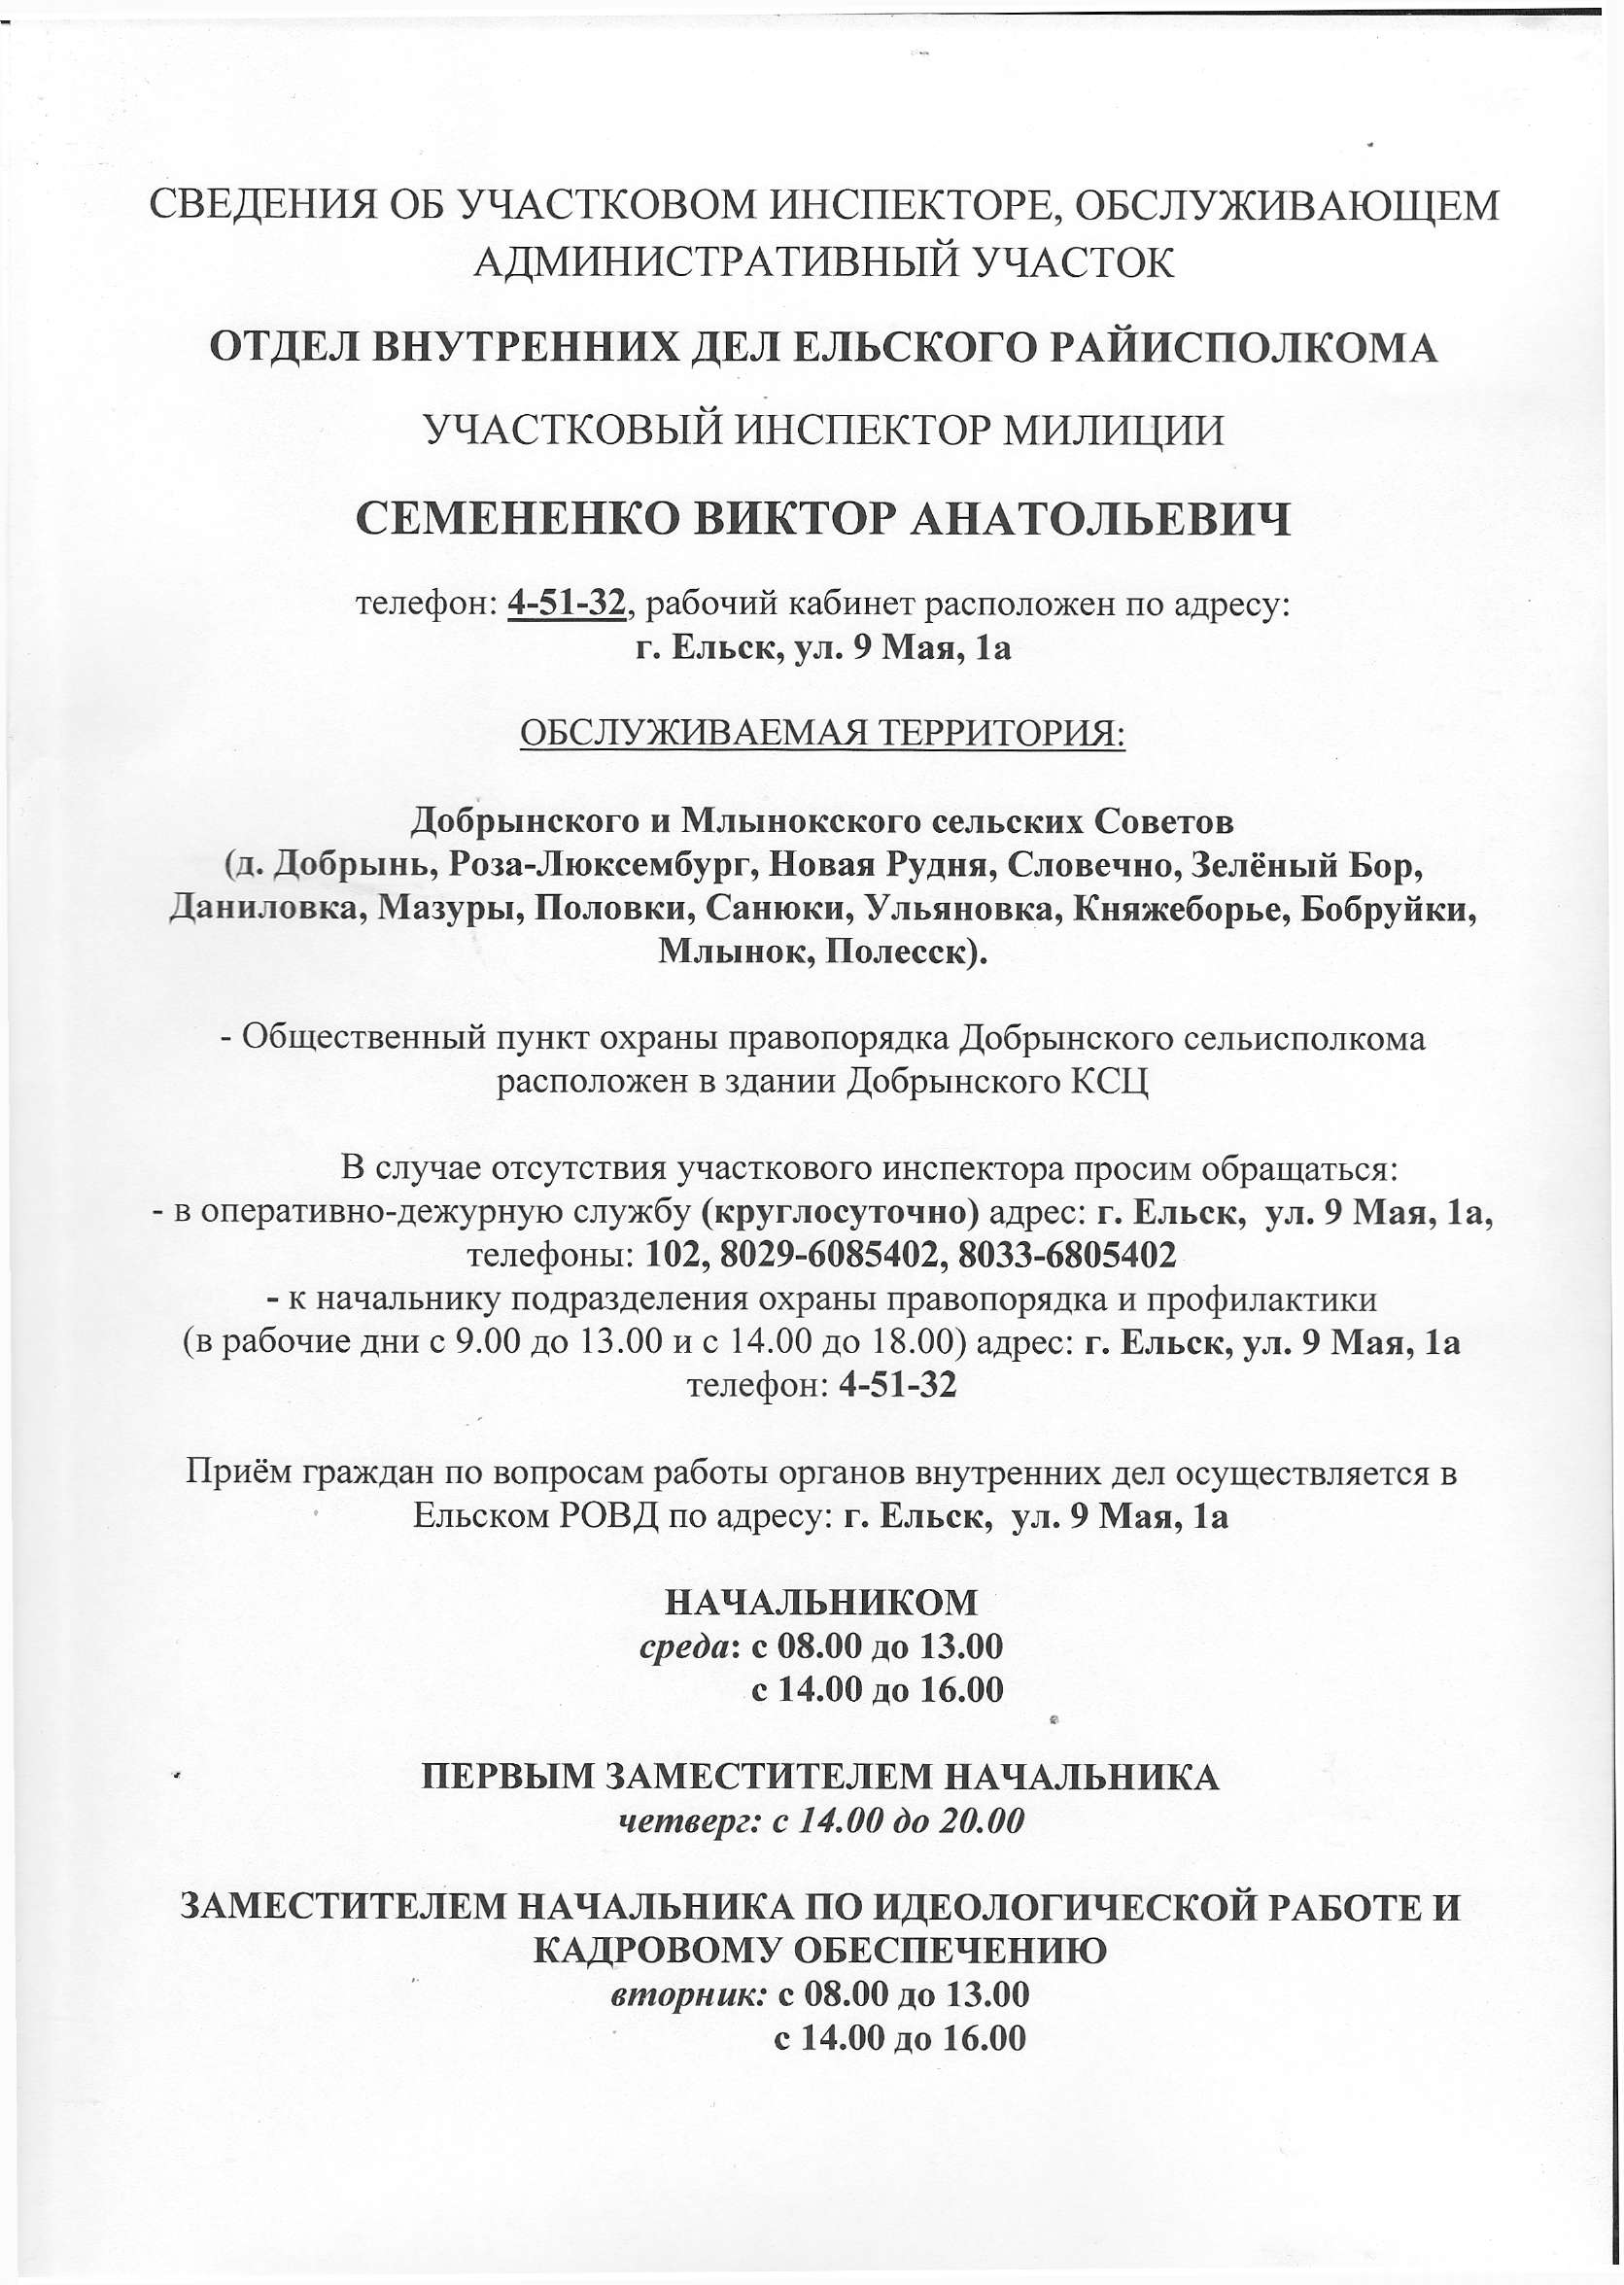 СВЕДЕНИЯ ОБ УЧАСТКОВОМ ИНСПЕКТОРЕ, ОБСЛУЖИВАЮЩЕМ
АДМИНИСТРАТИВНЫЙ УЧАСТОК
ОТДЕЛ ВНУТРЕННИХ ДЕЛ ЕЛЬСКОГО РАЙИСПОЛКОМА
УЧАСТКОВЫЙ ИНСПЕКТОР МИЛИЦИИ
СЕМЕНЕНКО ВИКТОР АНАТОЛЬЕВИЧ
телефон: 4-51-32, рабочий кабинет расположен по адресу:
г. Ельск, ул. 9 Мая, 1а
ОБСЛУЖИВАЕМАЯ ТЕРРИТОРИЯ:
Добрынского и Млынокского сельских Советов
(д. Добрынь, Роза-Люксембург, Новая Рудня, Словечно, Зелёный Бор,
Даниловка, Мазуры, Половки, Санюки, Ульяновка, Княжеборье, Бобруйки,
Млынок, Полесск).
- Общественный пункт охраны правопорядка Добрынского сельисполкома
расположен в здании Добрынского КСЦ
В случае отсутствия участкового инспектора просим обращаться:
- в оперативно-дежурную службу (круглосуточно) адрес: г. Ельск, ул. 9 Мая, 1а,
телефоны: 102, 8029-6085402, 8033-6805402
- к начальнику подразделения охраны правопорядка и профилактики
(в рабочие дни с 9.00 до 13.00 и с 14.00 до 18.00) адрес: г. Ельск, ул. 9 Мая, 1а
телефон: 4-51-32
Приём граждан по вопросам работы органов внутренних дел осуществляется в
Ельском РОВД по адресу: г. Ельск, ул. 9 Мая, 1а
НАЧАЛЬНИКОМ
среда: с 08.00 до 13.00
с 14.00 до 16.00
ПЕРВЫМ ЗАМЕСТИТЕЛЕМ НАЧАЛЬНИКА
четверг: с 14.00 до 20.00
ЗАМЕСТИТЕЛЕМ НАЧАЛЬНИКА ПО ИДЕОЛОГИЧЕСКОЙ РАБОТЕ И
КАДРОВОМУ ОБЕСПЕЧЕНИЮ
вторник: с 08.00 до 13.00
с 14.00 до 16.00